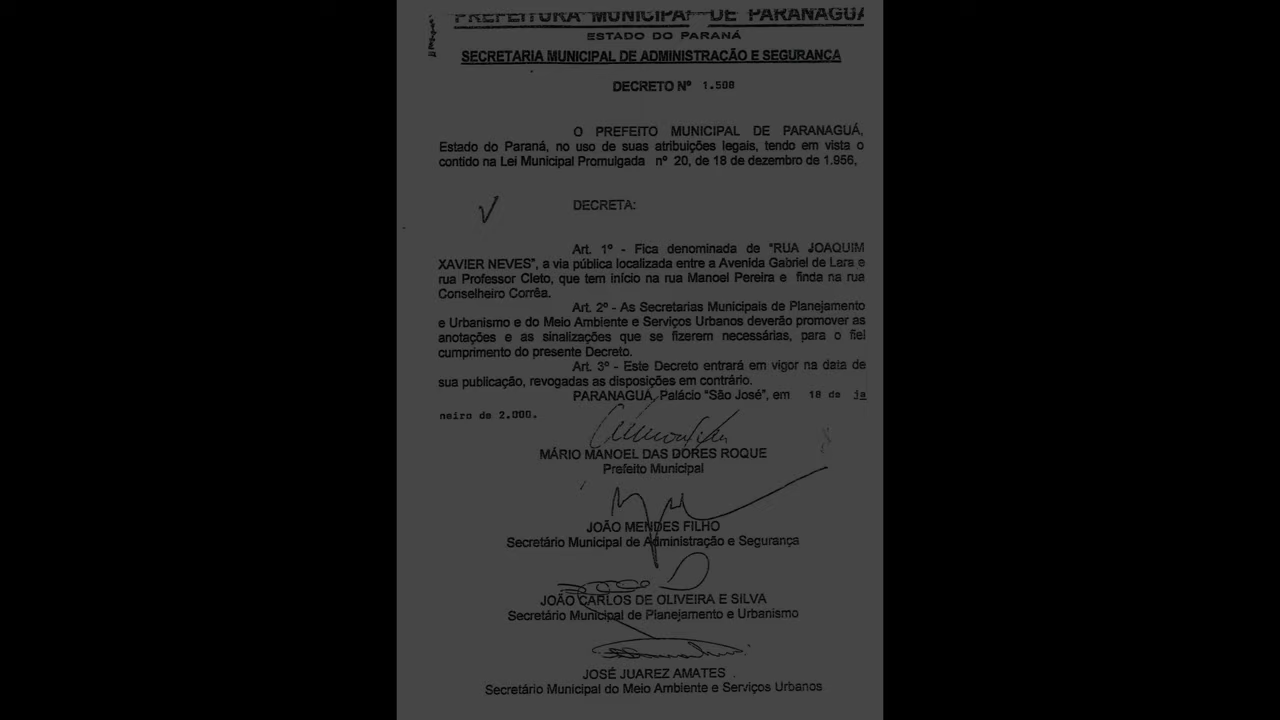 PREFEITURA MUNICIPAL DE PARANAGUÁ
ESTADO DO PARANÁ
SECRETARIA MUNICIPAL DE ADMINISTRAÇÃO E SEGURANÇA
DECRETO Nº 1.508
O PREFEITO MUNICIPAL DE PARANAGUÁ,
Estado do Paraná, no uso de suas atribuições legais, tendo em vista o
contido na Lei Municipal Promulgada nº 20, de 18 de dezembro de 1.956,
DECRETA:
Art. 1º - Fica denominada de "RUA JOAQUIM
XAVIER NEVES", a via pública localizada entre a Avenida Gabriel de Lara e
rua Professor Cleto, que tem início na rua Manoel Pereira e finda na rua
Conselheiro Corrêa.
Art. 2º - As Secretarias Municipais de Planejamento
e Urbanismo e do Meio Ambiente e Serviços Urbanos deverão promover as
anotações e as sinalizações que se fizerem necessárias, para o fiel
cumprimento do presente Decreto.
Art. 3º - Este Decreto entrará em vigor na data de
sua publicação, revogadas as disposições em contrário.
PARANAGUÁ, Palácio "São José", em 18 de ja
neiro de 2.000.
MÁRIO MANOEL DAS DORES ROQUE
Prefeito Municipal
JOÃO MENDES FILHO
Secretário Municipal de Administração e Segurança
JOÃO CARLOS DE OLIVEIRA E SILVA
Secretário Municipal de Planejamento e Urbanismo
JOSÉ JUAREZ AMATES
Secretário Municipal do Meio Ambiente e Serviços Urbanos